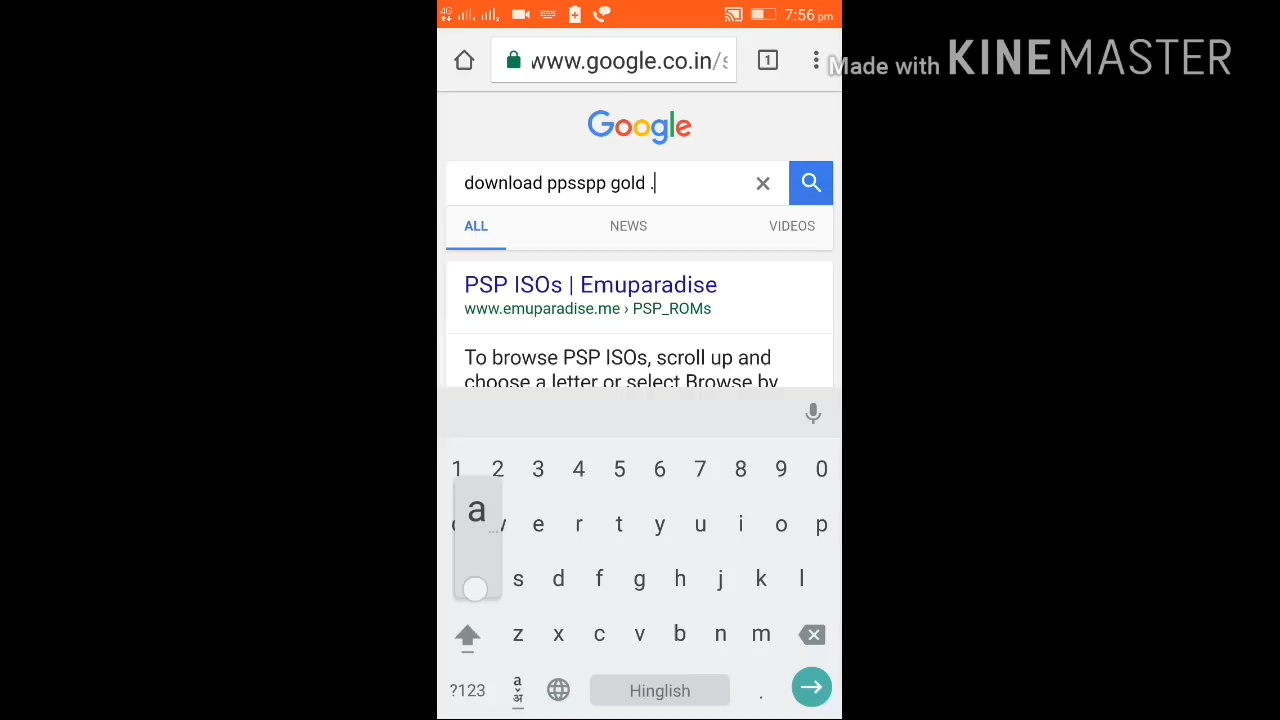 4G 7:56 pm
www.google.co.in/s 1
Made with KINEMASTER
Google
download ppsspp gold .
ALL NEWS VIDEOS
PSP ISOs | Emuparadise
www.emuparadise.me › PSP_ROMs
To browse PSP ISOs, scroll up and
choose a letter or select Browse by
1 2 3 4 5 6 7 8 9 0
a
e r t y u i o p
s d f g h j k l
z x c v b n m
?123 a अ Hinglish .